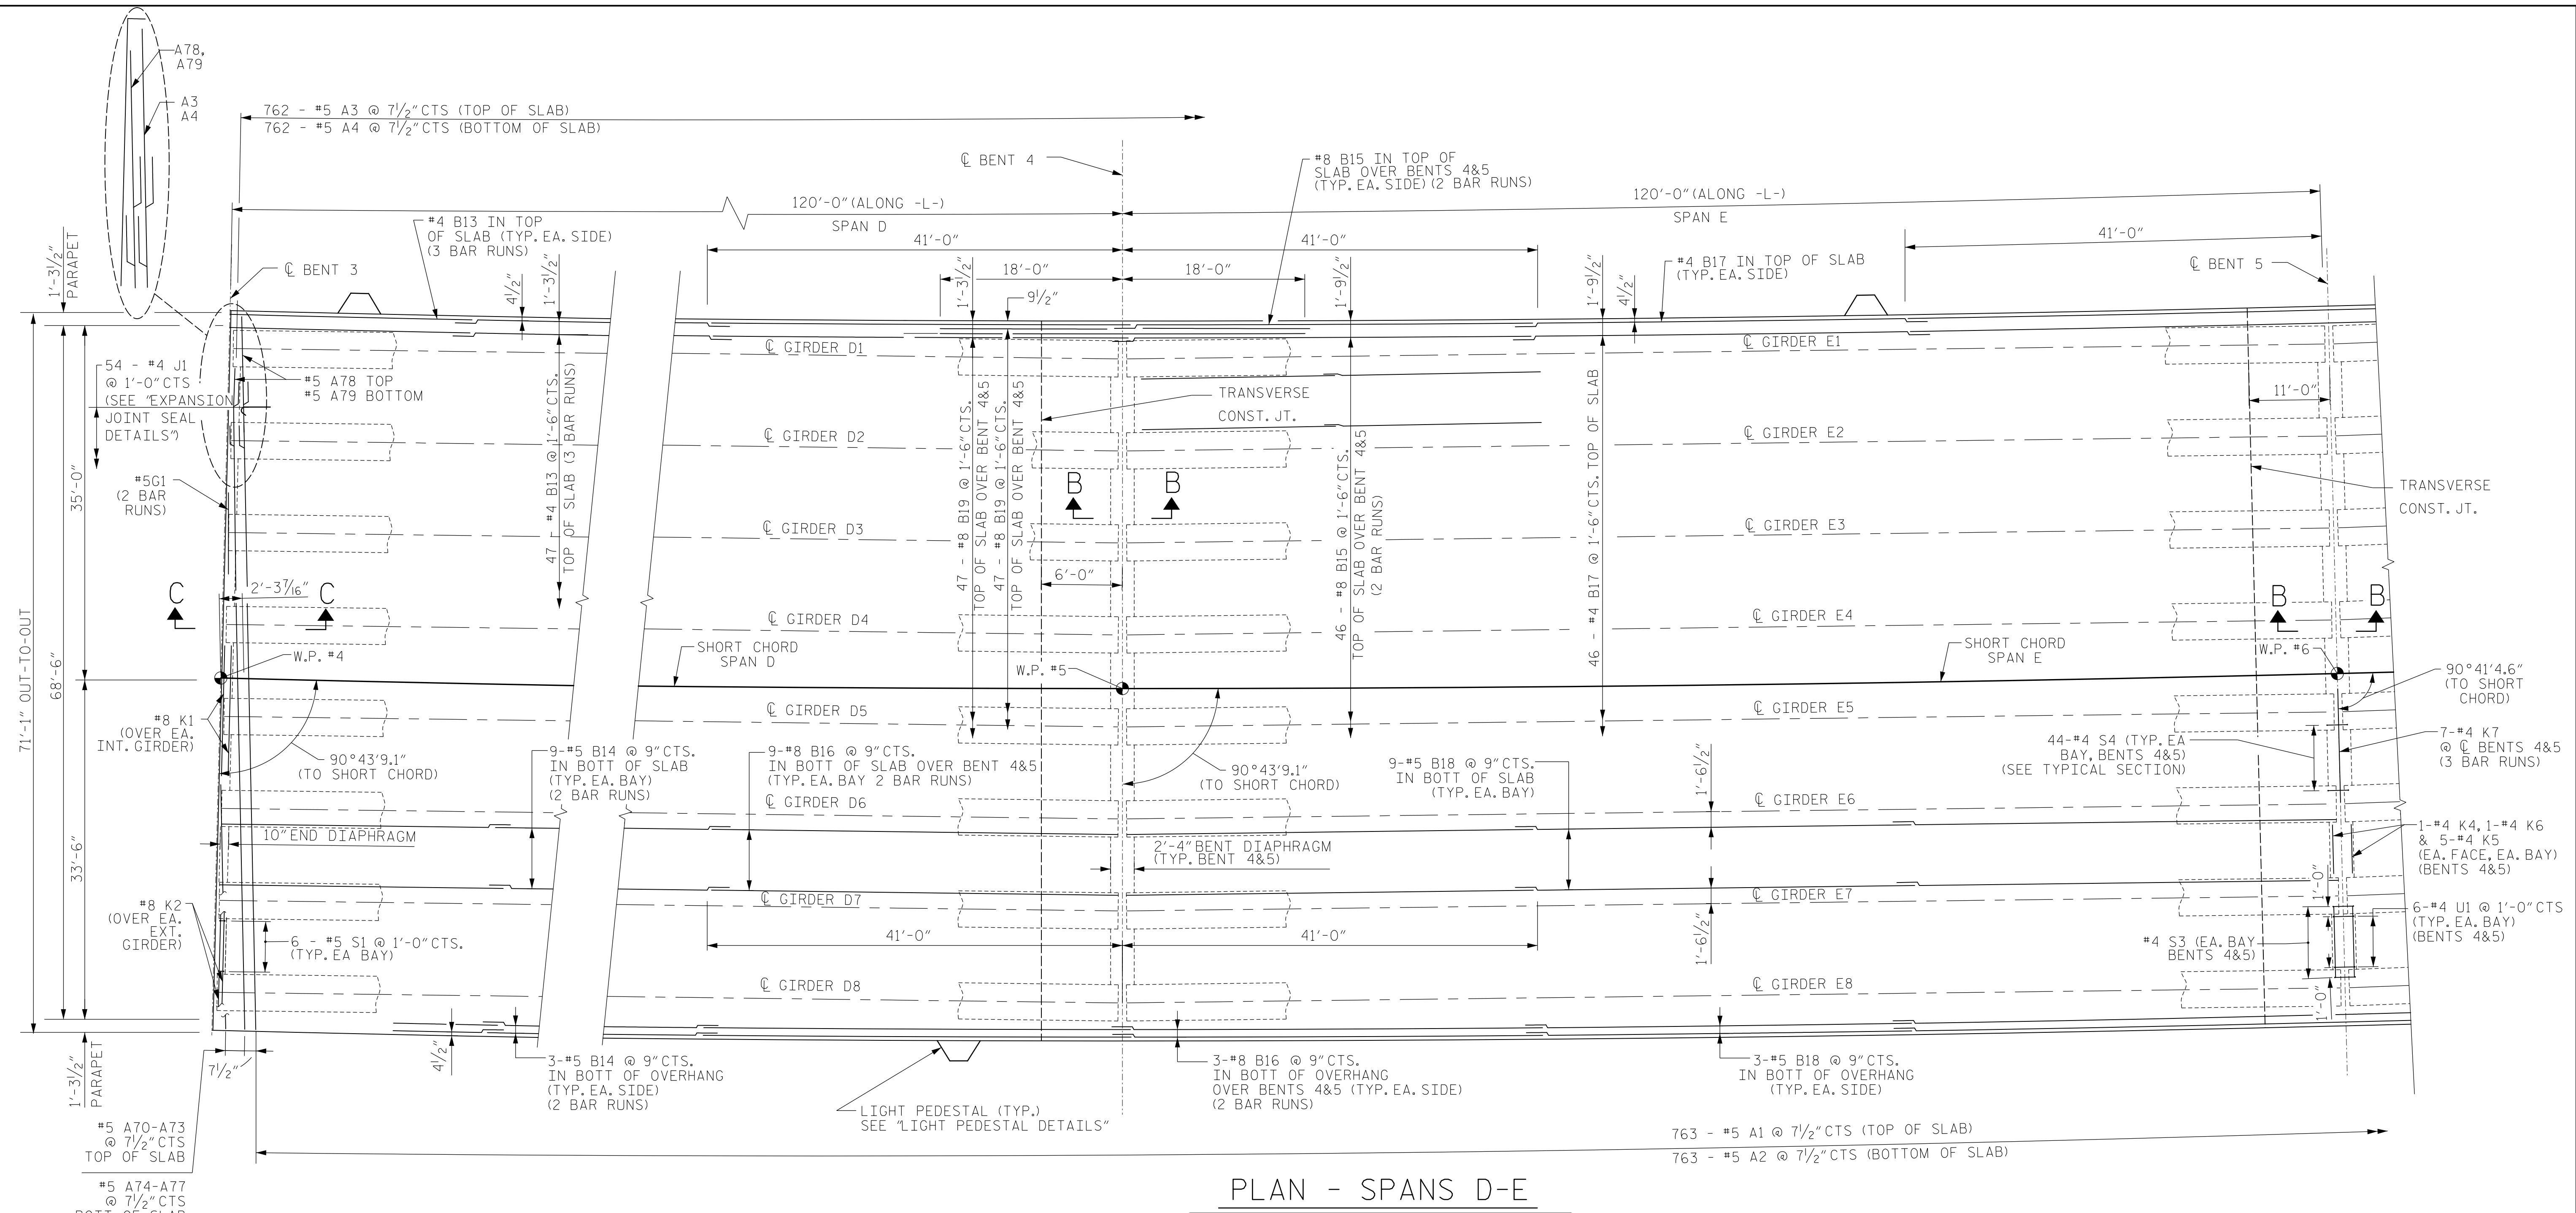 A78,
A79
A3
A4
762 - #5 A3 @ 7½" CTS (TOP OF SLAB)
762 - #5 A4 @ 7½" CTS (BOTTOM OF SLAB)
℄ BENT 4
#8 B15 IN TOP OF
SLAB OVER BENTS 4&5
(TYP. EA. SIDE) (2 BAR RUNS)
120'-0" (ALONG -L-)
SPAN D
120'-0" (ALONG -L-)
SPAN E
#4 B13 IN TOP
OF SLAB (TYP. EA. SIDE)
(3 BAR RUNS)
1'-3½"
PARAPET
℄ BENT 3
4½"
1'-3½"
41'-0"
41'-0"
41'-0"
18'-0"
18'-0"
1'-3½"
9½"
1'-9½"
1'-9½"
4½"
#4 B17 IN TOP OF SLAB
(TYP. EA. SIDE)
℄ BENT 5
℄ GIRDER D1
℄ GIRDER E1
54 - #4 J1
@ 1'-0" CTS
(SEE "EXPANSION
JOINT SEAL
DETAILS")
#5 A78 TOP
#5 A79 BOTTOM
TRANSVERSE
CONST. JT.
11'-0"
℄ GIRDER D2
℄ GIRDER E2
35'-0"
#5G1
(2 BAR
RUNS)
47 - #4 B13 @ 1'-6" CTS.
TOP OF SLAB (3 BAR RUNS)
47 - #8 B19 @ 1'-6" CTS.
TOP OF SLAB OVER BENT 4&5
47 - #8 B19 @ 1'-6" CTS.
TOP OF SLAB OVER BENT 4&5
46 - #8 B15 @ 1'-6" CTS.
TOP OF SLAB OVER BENT 4&5
(2 BAR RUNS)
46 - #4 B17 @ 1'-6" CTS. TOP OF SLAB
B
B
TRANSVERSE
CONST. JT.
℄ GIRDER D3
℄ GIRDER E3
6'-0"
C
2'-3 7/16"
C
B
B
71'-1" OUT-TO-OUT
68'-6"
℄ GIRDER D4
℄ GIRDER E4
W.P. #4
SHORT CHORD
SPAN D
W.P. #5
SHORT CHORD
SPAN E
W.P. #6
90°41'4.6"
(TO SHORT
CHORD)
#8 K1
(OVER EA.
INT. GIRDER)
90°43'9.1"
(TO SHORT CHORD)
℄ GIRDER D5
℄ GIRDER E5
9-#5 B14 @ 9" CTS.
IN BOTT OF SLAB
(TYP. EA. BAY)
(2 BAR RUNS)
9-#8 B16 @ 9" CTS.
IN BOTT OF SLAB OVER BENT 4&5
(TYP. EA. BAY 2 BAR RUNS)
90°43'9.1"
(TO SHORT CHORD)
9-#5 B18 @ 9" CTS.
IN BOTT OF SLAB
(TYP. EA. BAY)
1'-6½"
44-#4 S4 (TYP. EA
BAY, BENTS 4&5)
(SEE TYPICAL SECTION)
7-#4 K7
@ ℄ BENTS 4&5
(3 BAR RUNS)
℄ GIRDER D6
℄ GIRDER E6
33'-6"
10" END DIAPHRAGM
2'-4" BENT DIAPHRAGM
(TYP. BENT 4&5)
1-#4 K4, 1-#4 K6
& 5-#4 K5
(EA. FACE, EA. BAY)
(BENTS 4&5)
#8 K2
(OVER EA.
EXT.
GIRDER)
℄ GIRDER D7
℄ GIRDER E7
1'-0"
6 - #5 S1 @ 1'-0" CTS.
(TYP. EA BAY)
41'-0"
41'-0"
1'-6½"
#4 S3 (EA. BAY
BENTS 4&5)
6-#4 U1 @ 1'-0" CTS
(TYP. EA. BAY)
(BENTS 4&5)
℄ GIRDER D8
℄ GIRDER E8
1'-0"
1'-3½"
PARAPET
7½"
4½"
3-#5 B14 @ 9" CTS.
IN BOTT OF OVERHANG
(TYP. EA. SIDE)
(2 BAR RUNS)
LIGHT PEDESTAL (TYP.)
SEE "LIGHT PEDESTAL DETAILS"
3-#8 B16 @ 9" CTS.
IN BOTT OF OVERHANG
OVER BENTS 4&5 (TYP. EA. SIDE)
(2 BAR RUNS)
3-#5 B18 @ 9" CTS.
IN BOTT OF OVERHANG
(TYP. EA. SIDE)
#5 A70-A73
@ 7½" CTS
TOP OF SLAB
#5 A74-A77
@ 7½" CTS
BOTT OF SLAB
763 - #5 A1 @ 7½" CTS (TOP OF SLAB)
763 - #5 A2 @ 7½" CTS (BOTTOM OF SLAB)
PLAN - SPANS D-E